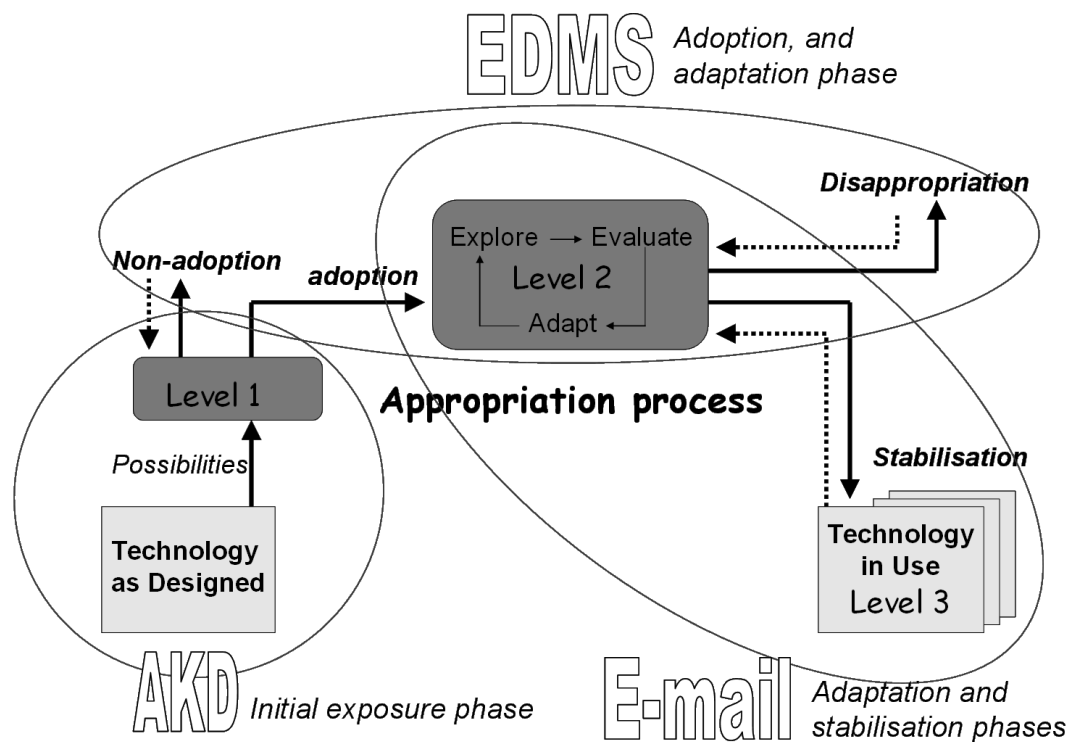 EDMS
Adoption, and
adaptation phase
Disappropriation
Non-adoption
adoption
Explore
Evaluate
Level 2
Adapt
Level 1
Appropriation process
Possibilities
Stabilisation
Technology
as Designed
Technology
in Use
Level 3
AKD
Initial exposure phase
E-mail
Adaptation and
stabilisation phases